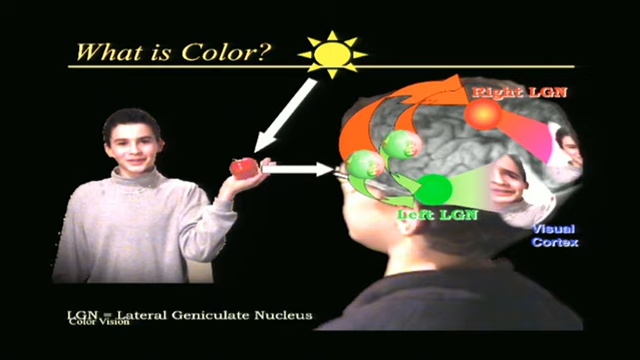 What is Color?
Right LGN
Left LGN
Visual
Cortex
LGN = Lateral Geniculate Nucleus
Color Vision